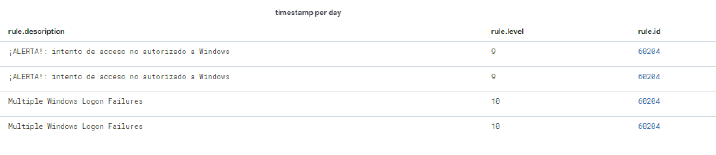 timestamp per day
rule.description rule.level rule.id
¡ALERTA!: intento de acceso no autorizado a Windows 9 60204
¡ALERTA!: intento de acceso no autorizado a Windows 9 60204
Multiple Windows Logon Failures 10 60204
Multiple Windows Logon Failures 10 60204